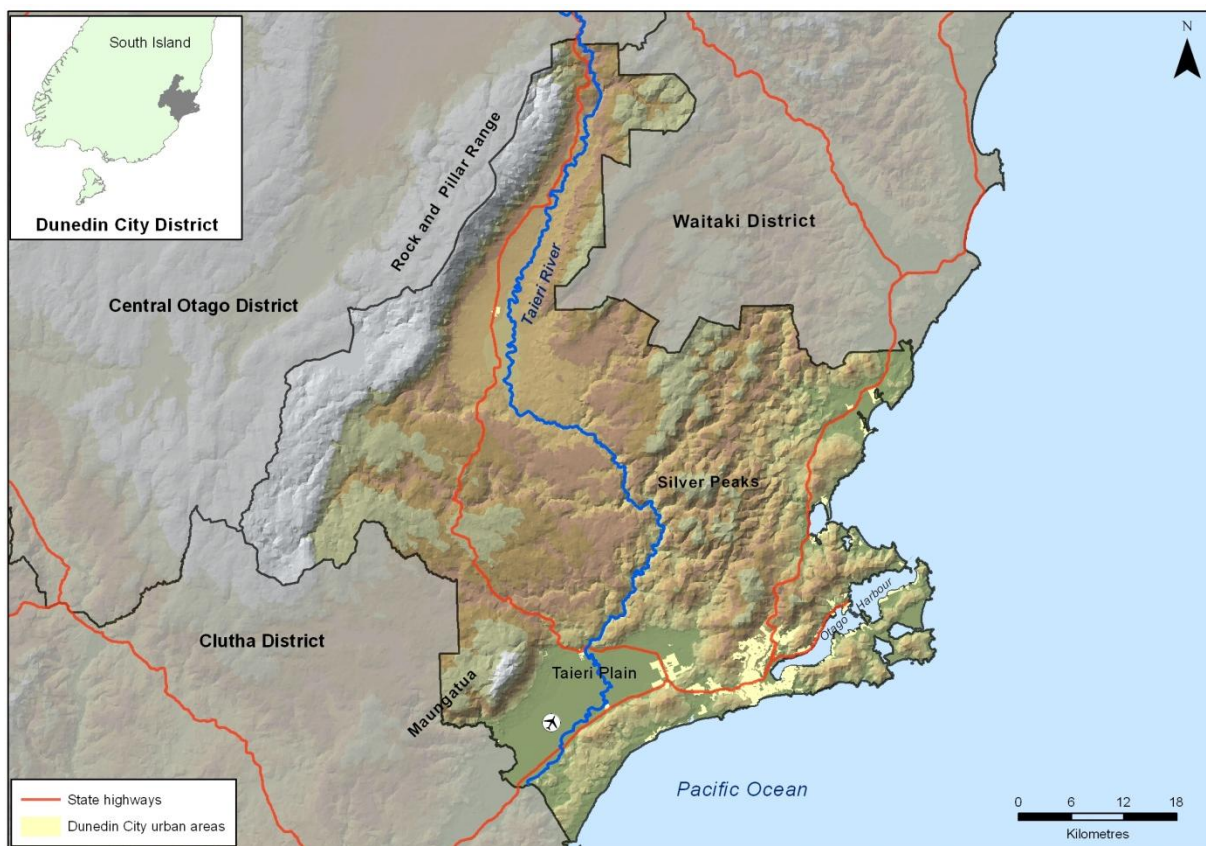 South Island
Dunedin City District
N
Rock and Pillar Range
Waitaki District
Taieri River
Central Otago District
Silver Peaks
Otago Harbour
Clutha District
Taieri Plain
Maungatua
Pacific Ocean
State highways
Dunedin City urban areas
0 6 12 18
Kilometres